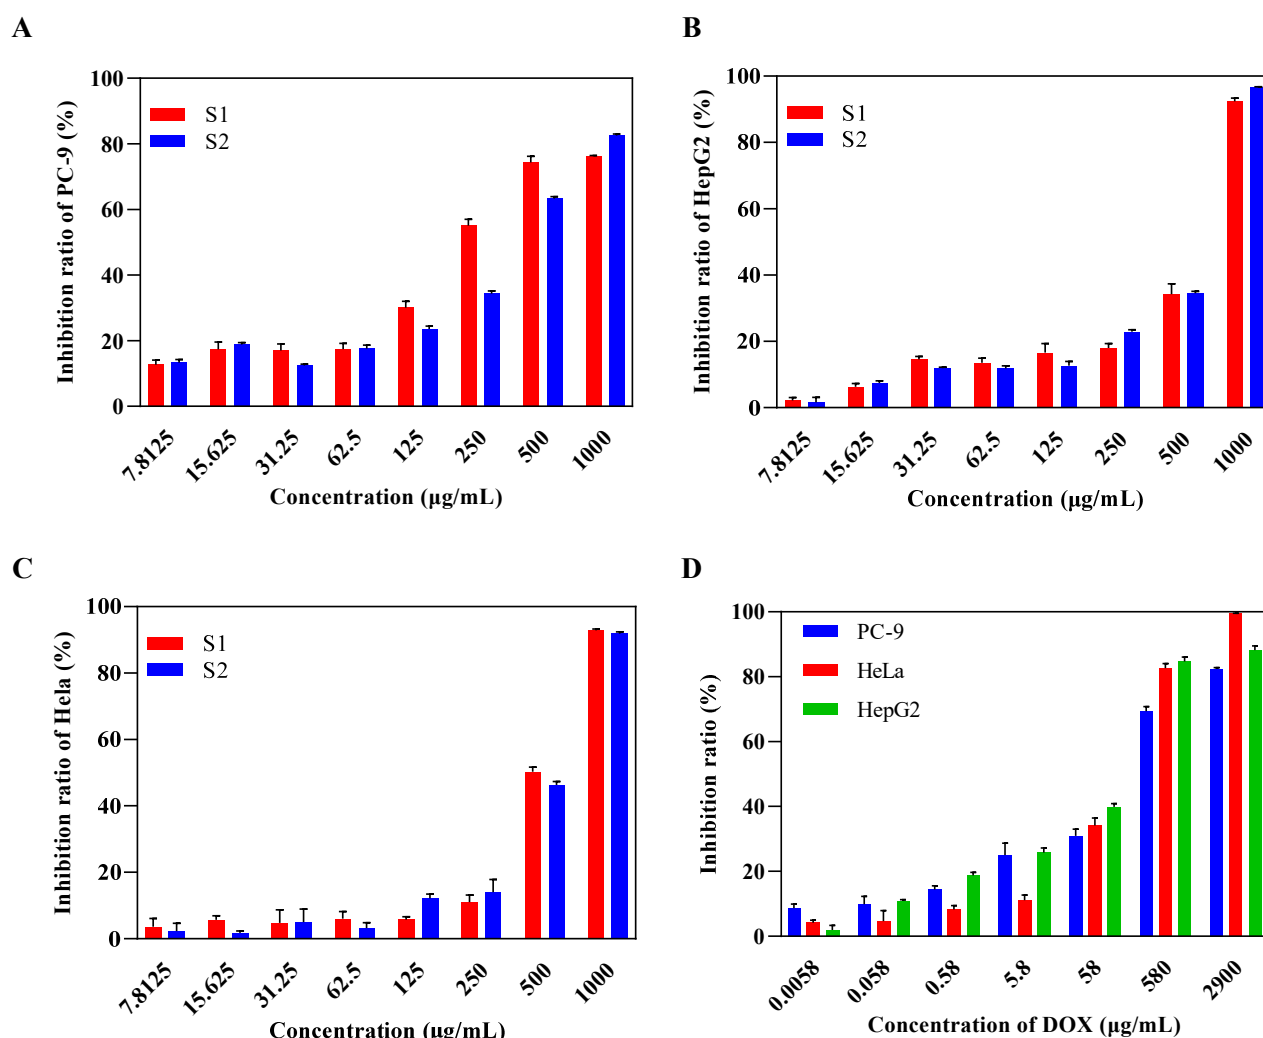 A
Inhibition ratio of PC-9 (%)
100
80
60
40
20
0
S1
S2
7.8125
15.625
31.25
62.5
125
250
500
1000
Concentration (μg/mL)
B
Inhibition ratio of HepG2 (%)
100
80
60
40
20
0
S1
S2
7.8125
15.625
31.25
62.5
125
250
500
1000
Concentration (μg/mL)
C
Inhibition ratio of Hela (%)
100
80
60
40
20
0
S1
S2
7.8125
15.625
31.25
62.5
125
250
500
1000
Concentration (μg/mL)
D
Inhibition ratio (%)
100
80
60
40
20
0
PC-9
HeLa
HepG2
0.0058
0.058
0.58
5.8
58
580
2900
Concentration of DOX (μg/mL)